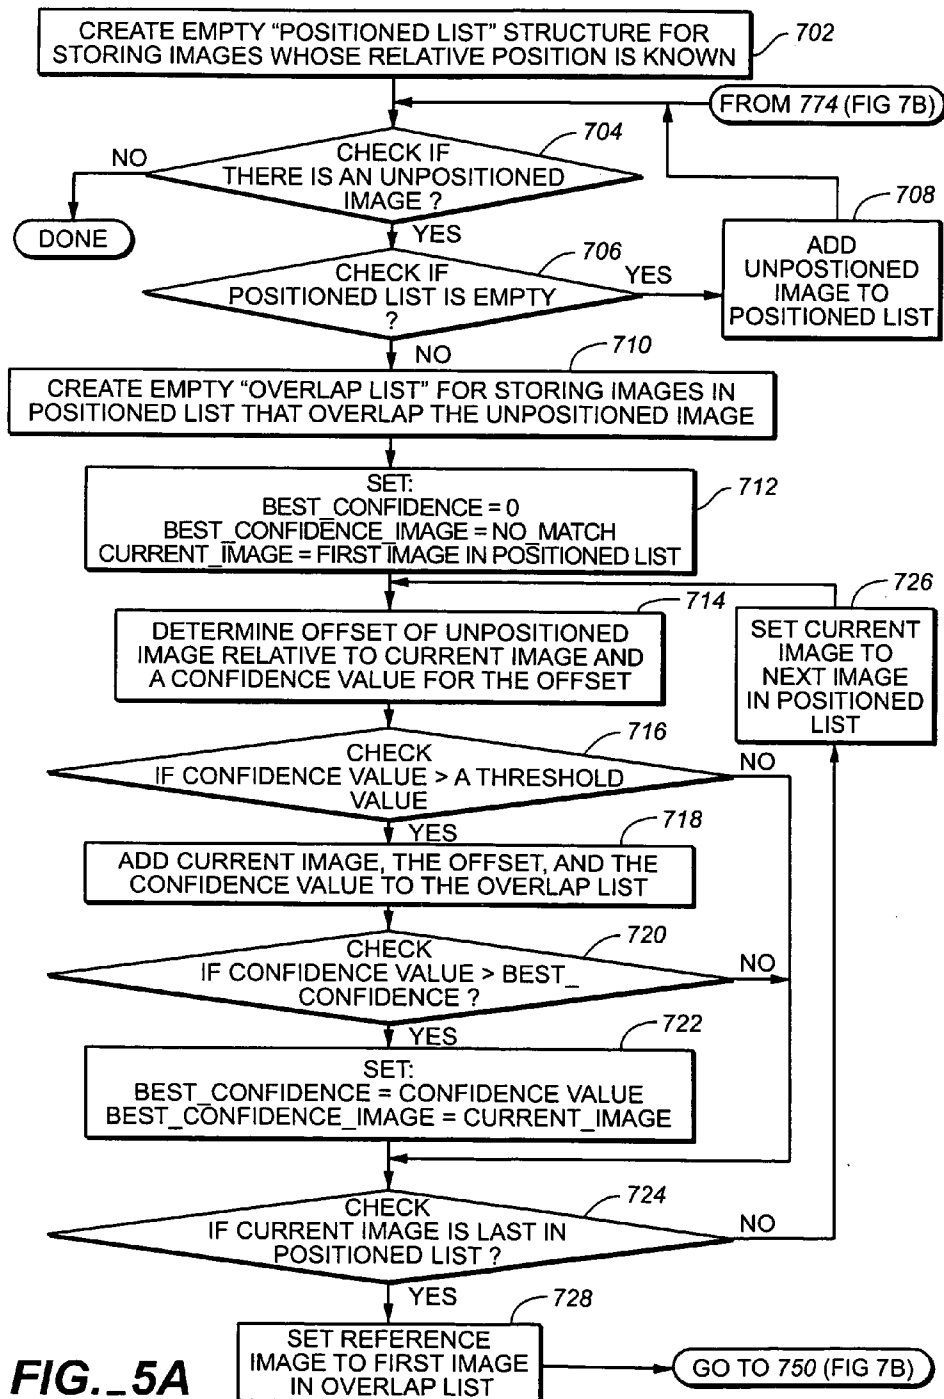 CREATE EMPTY “POSITIONED LIST” STRUCTURE FOR
STORING IMAGES WHOSE RELATIVE POSITION IS KNOWN
702
FROM 774 (FIG 7B)
704
CHECK IF
THERE IS AN UNPOSITIONED
IMAGE ?
NO
DONE
YES
708
ADD
UNPOSTIONED
IMAGE TO
POSITIONED LIST
706
CHECK IF
POSITIONED LIST IS EMPTY
?
YES
NO
710
CREATE EMPTY “OVERLAP LIST” FOR STORING IMAGES IN
POSITIONED LIST THAT OVERLAP THE UNPOSITIONED IMAGE
SET:
BEST_CONFIDENCE = 0
BEST_CONFIDENCE_IMAGE = NO_MATCH
CURRENT_IMAGE = FIRST IMAGE IN POSITIONED LIST
712
714
DETERMINE OFFSET OF UNPOSITIONED
IMAGE RELATIVE TO CURRENT IMAGE AND
A CONFIDENCE VALUE FOR THE OFFSET
726
SET CURRENT
IMAGE TO
NEXT IMAGE
IN POSITIONED
LIST
716
CHECK
IF CONFIDENCE VALUE > A THRESHOLD
VALUE
NO
YES
718
ADD CURRENT IMAGE, THE OFFSET, AND THE
CONFIDENCE VALUE TO THE OVERLAP LIST
720
CHECK
IF CONFIDENCE VALUE > BEST_
CONFIDENCE ?
NO
YES
722
SET:
BEST_CONFIDENCE = CONFIDENCE VALUE
BEST_CONFIDENCE_IMAGE = CURRENT_IMAGE
724
CHECK
IF CURRENT IMAGE IS LAST IN
POSITIONED LIST ?
NO
YES
728
SET REFERENCE
IMAGE TO FIRST IMAGE
IN OVERLAP LIST
GO TO 750 (FIG 7B)
FIG._5A